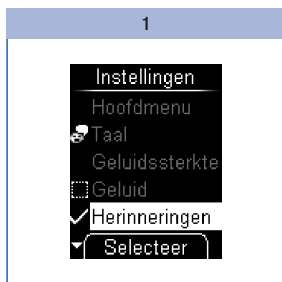 1
Instellingen
Hoofdmenu
Taal
Geluidssterkte
Geluid
Herinneringen
Selecteer